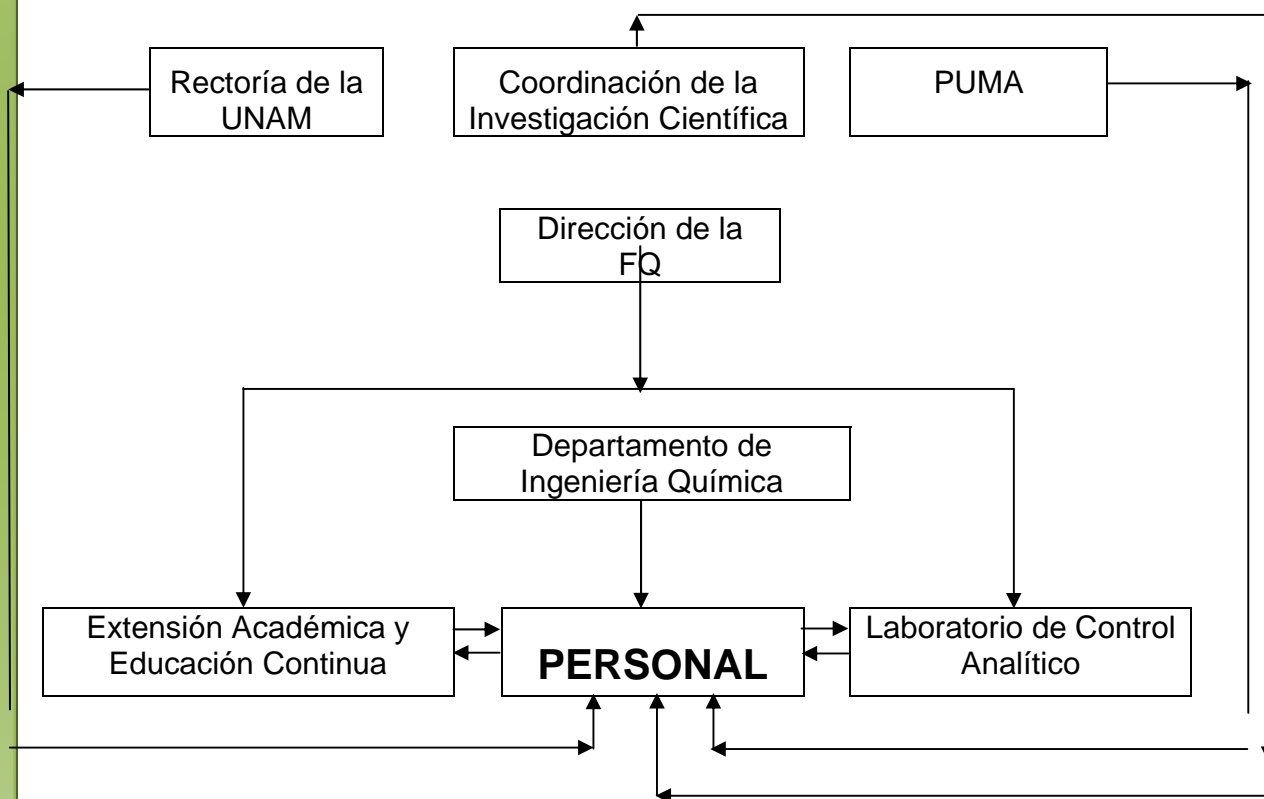 Rectoría de la
UNAM
Coordinación de la
Investigación Científica
PUMA
Dirección de la
FQ
Departamento de
Ingeniería Química
Extensión Académica y
Educación Continua
PERSONAL
Laboratorio de Control
Analítico